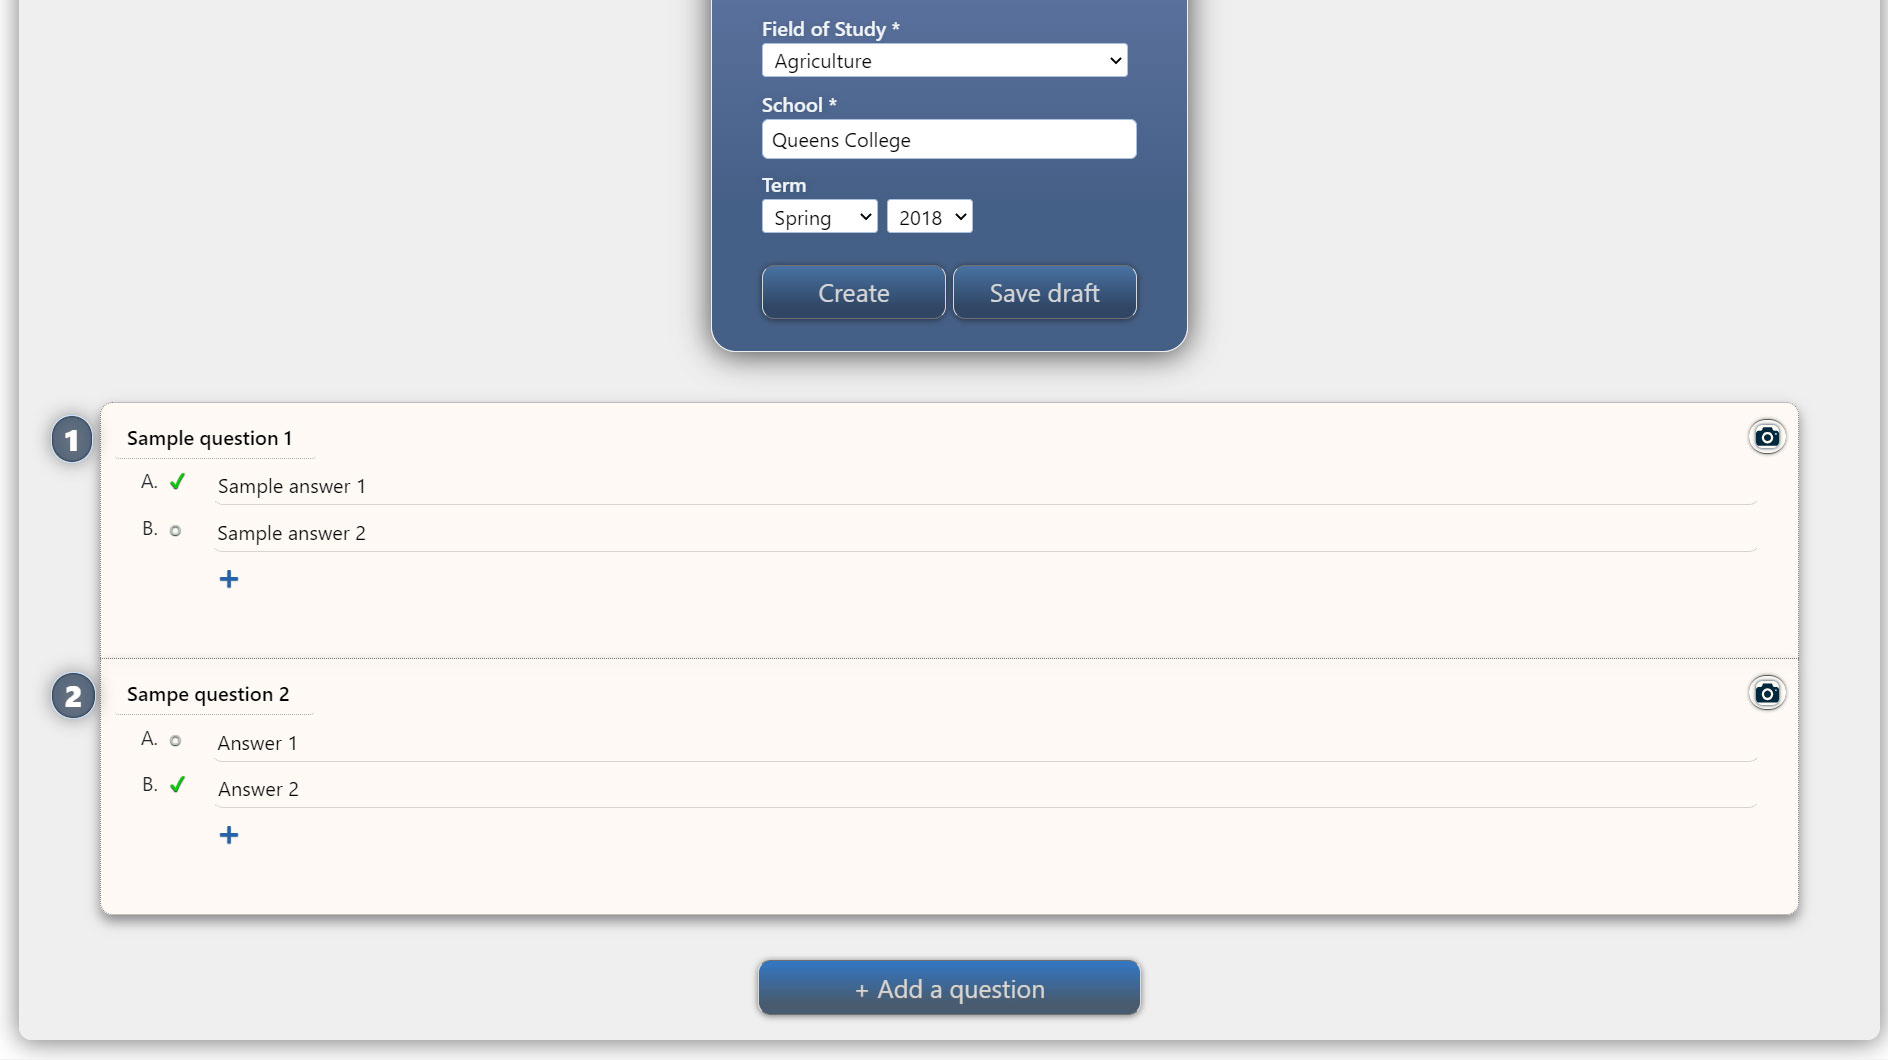 Field of Study *
Agriculture
School *
Queens College
Term
Spring 2018
Create Save draft
1 Sample question 1
A. Sample answer 1
B. Sample answer 2
+
2 Sampe question 2
A. Answer 1
B. Answer 2
+
+ Add a question